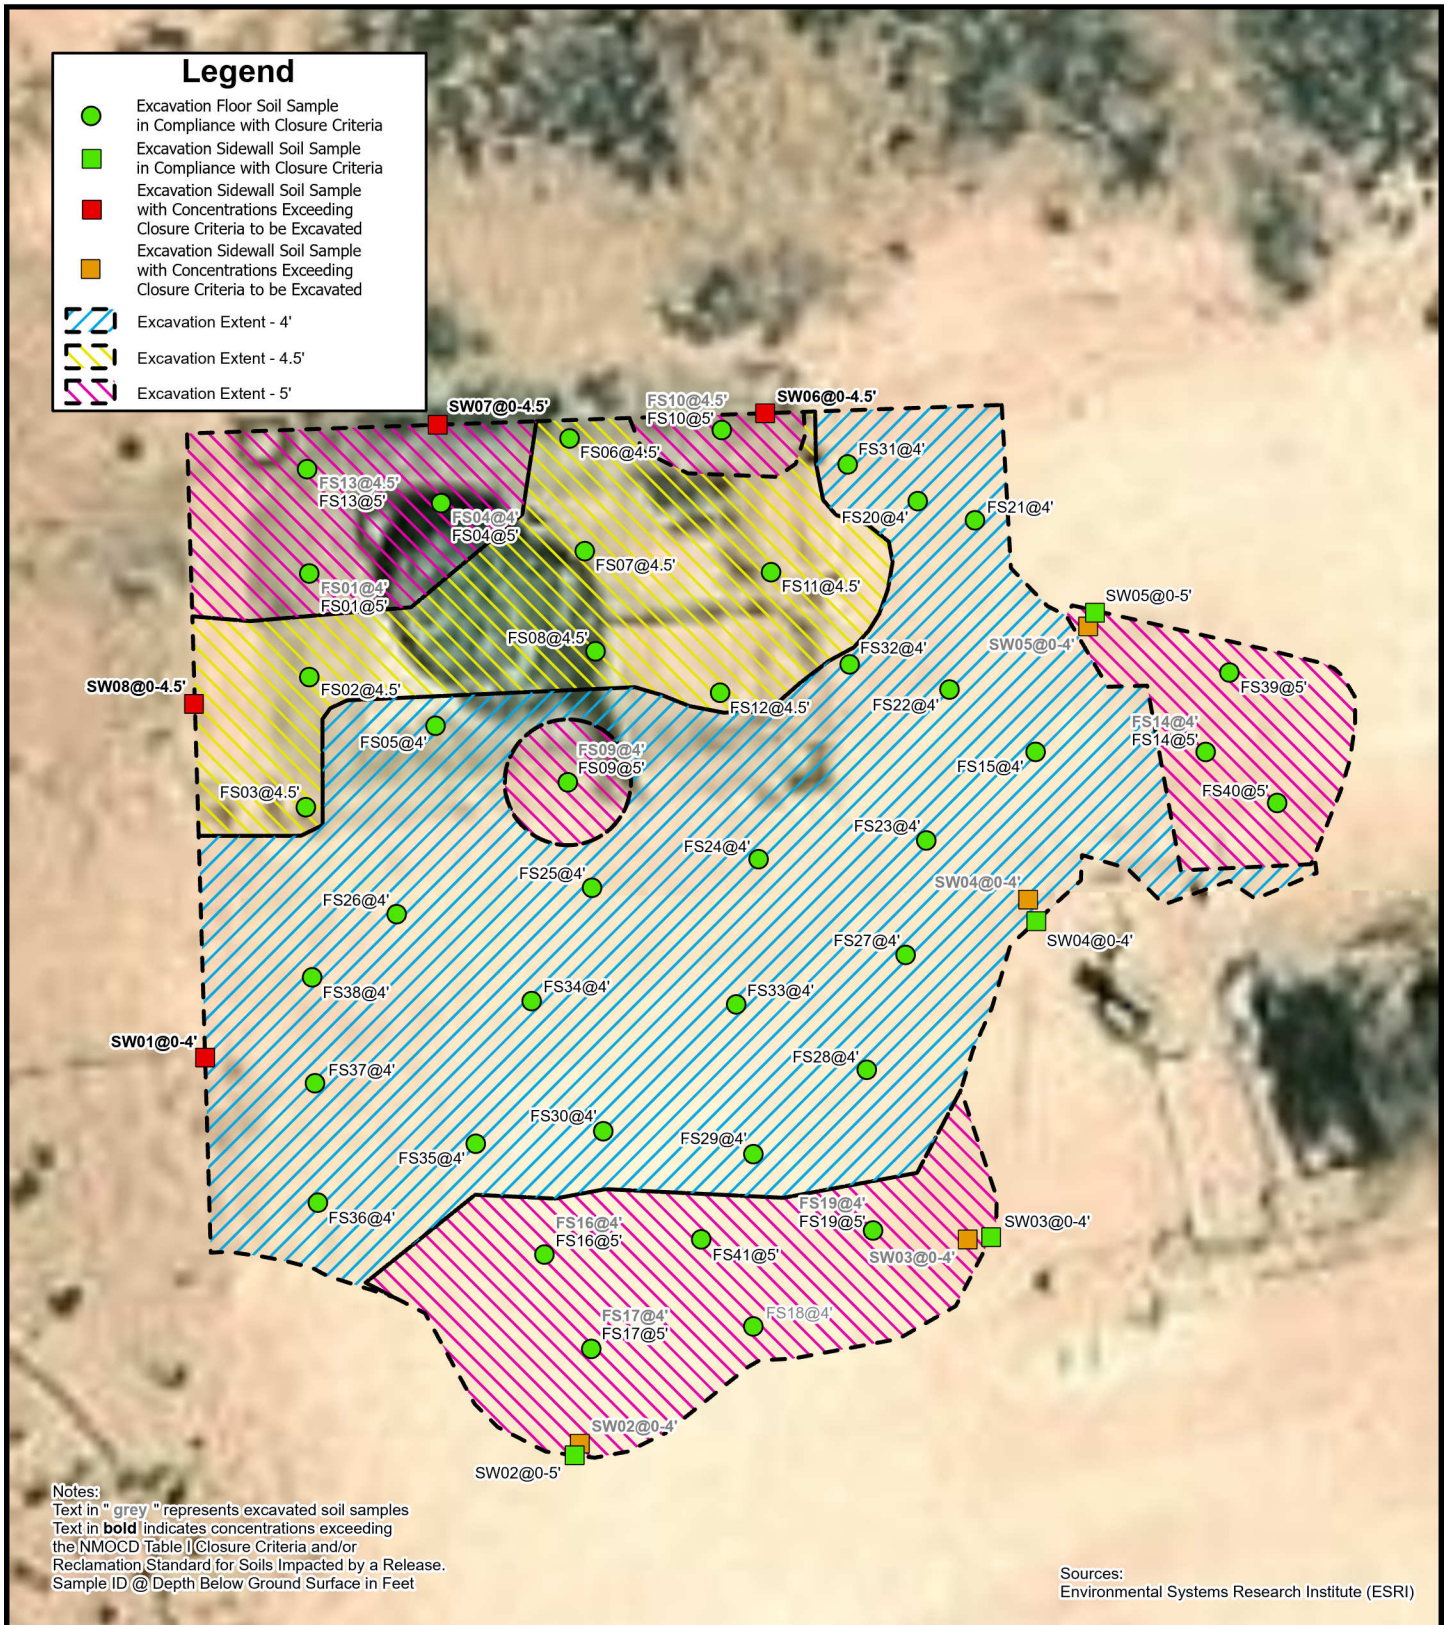 Legend
Excavation Floor Soil Sample
in Compliance with Closure Criteria
Excavation Sidewall Soil Sample
in Compliance with Closure Criteria
Excavation Sidewall Soil Sample
with Concentrations Exceeding
Closure Criteria to be Excavated
Excavation Sidewall Soil Sample
with Concentrations Exceeding
Closure Criteria to be Excavated
Excavation Extent - 4'
Excavation Extent - 4.5'
Excavation Extent - 5'
SW07@0-4.5'
FS10@4.5'
FS10@5'
SW06@0-4.5'
FS06@4.5'
FS31@4'
FS13@4.5'
FS13@5'
FS04@4'
FS04@5'
FS20@4'
FS21@4'
FS07@4.5'
FS11@4.5'
FS01@4'
FS01@5'
SW05@0-5'
SW05@0-4'
FS08@4.5'
FS32@4'
FS39@5'
SW08@0-4.5'
FS02@4.5'
FS12@4.5'
FS22@4'
FS14@4'
FS14@5'
FS05@4'
FS09@4'
FS09@5'
FS15@4'
FS03@4.5'
FS40@5'
FS23@4'
FS24@4'
FS25@4'
SW04@0-4'
FS26@4'
FS27@4'
SW04@0-4'
FS38@4'
FS34@4'
FS33@4'
SW01@0-4'
FS37@4'
FS28@4'
FS30@4'
FS35@4'
FS29@4'
FS36@4'
FS19@4'
FS19@5'
FS16@4'
FS16@5'
FS41@5'
SW03@0-4'
SW03@0-4'
FS17@4'
FS17@5'
FS18@4'
SW02@0-4'
SW02@0-5'
Notes:
Text in " grey " represents excavated soil samples
Text in bold indicates concentrations exceeding
the NMOCD Table I Closure Criteria and/or
Reclamation Standard for Soils Impacted by a Release.
Sample ID @ Depth Below Ground Surface in Feet
Sources:
Environmental Systems Research Institute (ESRI)